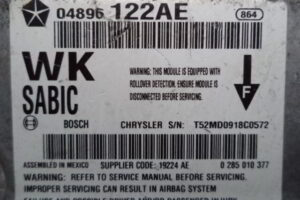 04896 122AE 864
WK
SABIC
WARNING: THIS MODULE IS EQUIPPED WITH
ROLLOVER DETECTION. ENSURE MODULE IS
DISCONNECTED BEFORE SERVICING.
F
BOSCH CHRYSLER S/N: T52MD0918C0572
ASSEMBLED IN MEXICO SUPPLIER CODE: 19224 AE 0 285 010 377
WARNING: REFER TO SERVICE MANUAL BEFORE SERVICING.
IMPROPER SERVICING CAN RESULT IN AIRBAG SYSTEM